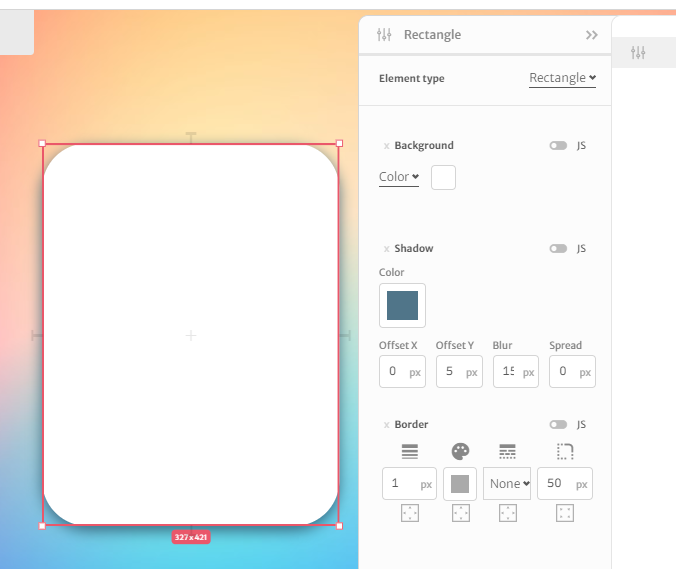 Rectangle
Element type Rectangle
x Background JS
Color
x Shadow JS
Color
Offset X Offset Y Blur Spread
0 px 5 px 15 px 0 px
x Border JS
1 px None 50 px
327 x 421